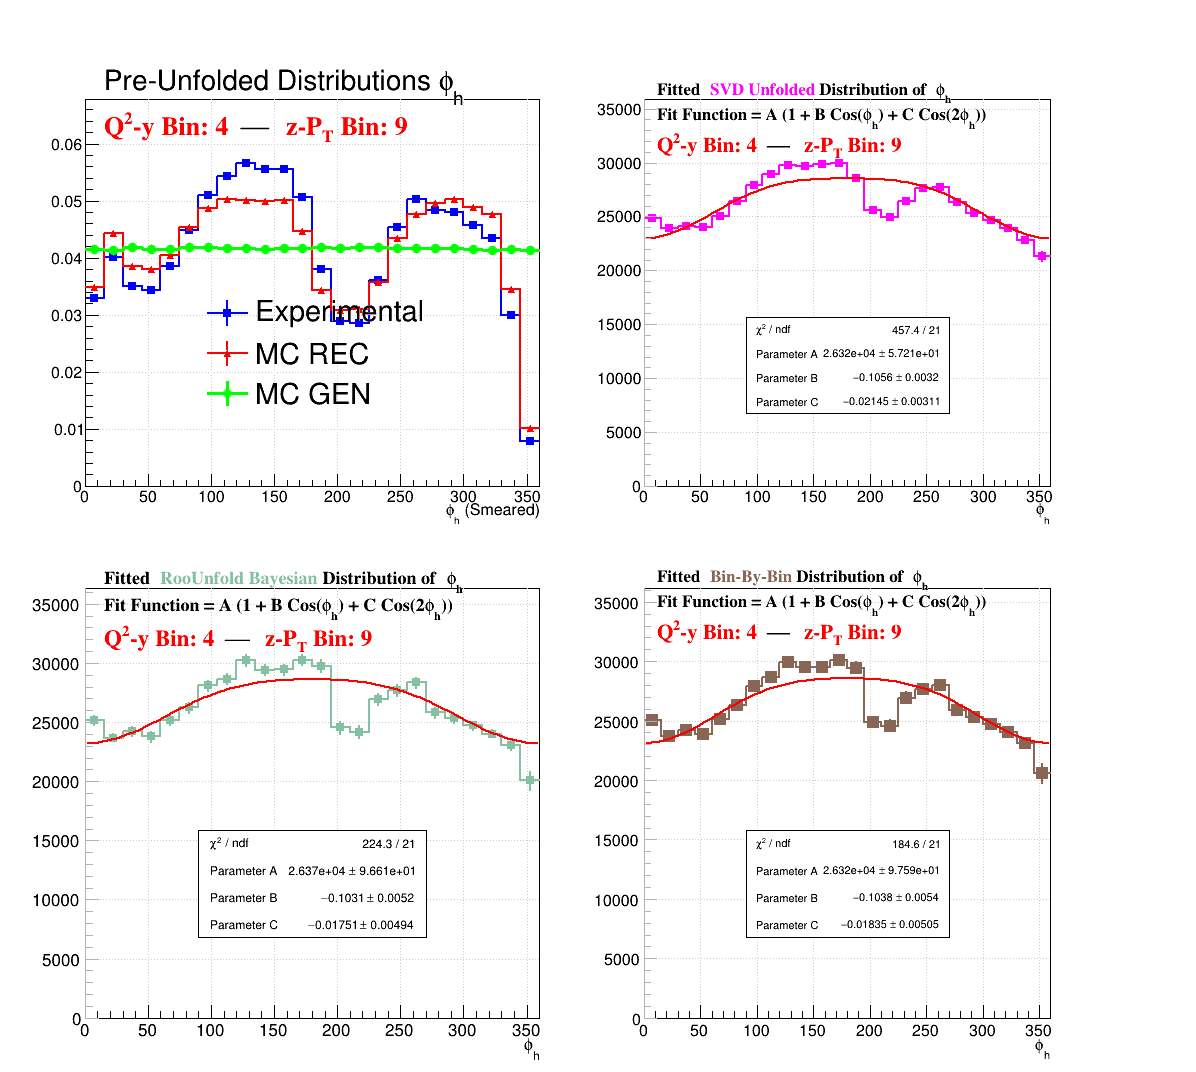 Pre-Unfolded Distributions ϕh
Q²-y Bin: 4 — z-PT Bin: 9
0.06
0.05
0.04
0.03
0.02
0.01
0
Experimental
MC REC
MC GEN
0 50 100 150 200 250 300 350
ϕh (Smeared)
Fitted SVD Unfolded Distribution of ϕh
Fit Function = A (1 + B Cos(ϕh) + C Cos(2ϕh))
Q²-y Bin: 4 — z-PT Bin: 9
35000
30000
25000
20000
15000
10000
5000
0
χ² / ndf 457.4 / 21
Parameter A 2.632e+04 ± 5.721e+01
Parameter B −0.1056 ± 0.0032
Parameter C −0.02145 ± 0.00311
0 50 100 150 200 250 300 350
ϕh
Fitted RooUnfold Bayesian Distribution of ϕh
Fit Function = A (1 + B Cos(ϕh) + C Cos(2ϕh))
Q²-y Bin: 4 — z-PT Bin: 9
35000
30000
25000
20000
15000
10000
5000
0
χ² / ndf 224.3 / 21
Parameter A 2.637e+04 ± 9.661e+01
Parameter B −0.1031 ± 0.0052
Parameter C −0.01751 ± 0.00494
0 50 100 150 200 250 300 350
ϕh
Fitted Bin-By-Bin Distribution of ϕh
Fit Function = A (1 + B Cos(ϕh) + C Cos(2ϕh))
Q²-y Bin: 4 — z-PT Bin: 9
35000
30000
25000
20000
15000
10000
5000
0
χ² / ndf 184.6 / 21
Parameter A 2.632e+04 ± 9.759e+01
Parameter B −0.1038 ± 0.0054
Parameter C −0.01835 ± 0.00505
0 50 100 150 200 250 300 350
ϕh